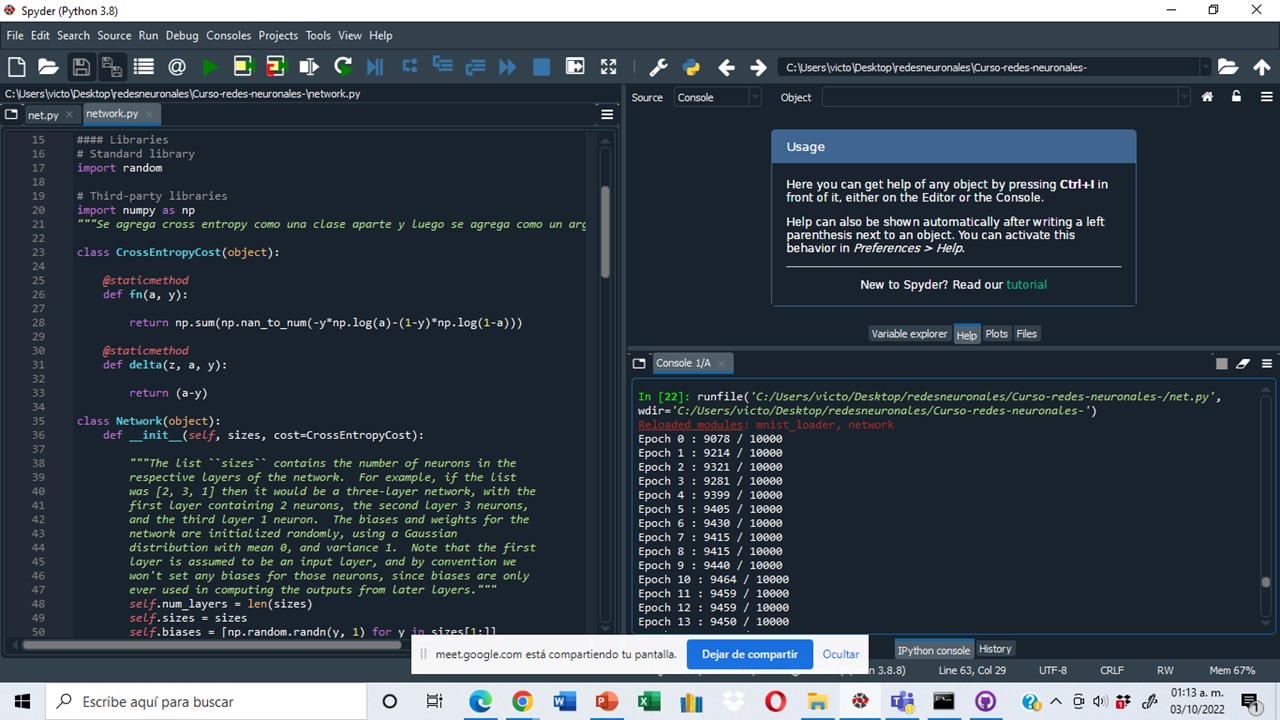 Spyder (Python 3.8)
File Edit Search Source Run Debug Consoles Projects Tools View Help
C:\Users\victo\Desktop\redesneuronales\Curso-redes-neuronales-
C:\Users\victo\Desktop\redesneuronales\Curso-redes-neuronales-\network.py
net.py
network.py
15 #### Libraries
16 # Standard library
17 import random
18
19 # Third-party libraries
20 import numpy as np
21 """Se agrega cross entropy como una clase aparte y luego se agrega como un arg
22
23 class CrossEntropyCost(object):
24
25 @staticmethod
26 def fn(a, y):
27
28 return np.sum(np.nan_to_num(-y*np.log(a)-(1-y)*np.log(1-a)))
29
30 @staticmethod
31 def delta(z, a, y):
32
33 return (a-y)
34
35 class Network(object):
36 def __init__(self, sizes, cost=CrossEntropyCost):
37
38 """The list ``sizes`` contains the number of neurons in the
39 respective layers of the network. For example, if the list
40 was [2, 3, 1] then it would be a three-layer network, with the
41 first layer containing 2 neurons, the second layer 3 neurons,
42 and the third layer 1 neuron. The biases and weights for the
43 network are initialized randomly, using a Gaussian
44 distribution with mean 0, and variance 1. Note that the first
45 layer is assumed to be an input layer, and by convention we
46 won't set any biases for those neurons, since biases are only
47 ever used in computing the outputs from later layers."""
48 self.num_layers = len(sizes)
49 self.sizes = sizes
50 self.biases = [np.random.randn(y, 1) for y in sizes[1:]]
Source Console Object
Usage
Here you can get help of any object by pressing Ctrl+I in
front of it, either on the Editor or the Console.
Help can also be shown automatically after writing a left
parenthesis next to an object. You can activate this
behavior in Preferences > Help.
New to Spyder? Read our tutorial
Variable explorer Help Plots Files
Console 1/A
In [22]: runfile('C:/Users/victo/Desktop/redesneuronales/Curso-redes-neuronales-/net.py',
wdir='C:/Users/victo/Desktop/redesneuronales/Curso-redes-neuronales-')
Reloaded modules: mnist_loader, network
Epoch 0 : 9078 / 10000
Epoch 1 : 9214 / 10000
Epoch 2 : 9321 / 10000
Epoch 3 : 9281 / 10000
Epoch 4 : 9399 / 10000
Epoch 5 : 9405 / 10000
Epoch 6 : 9430 / 10000
Epoch 7 : 9415 / 10000
Epoch 8 : 9415 / 10000
Epoch 9 : 9440 / 10000
Epoch 10 : 9464 / 10000
Epoch 11 : 9459 / 10000
Epoch 12 : 9459 / 10000
Epoch 13 : 9450 / 10000
IPython console History
meet.google.com está compartiendo tu pantalla. Dejar de compartir Ocultar
3.8.8) Line 63, Col 29 UTF-8 CRLF RW Mem 67%
Escribe aquí para buscar
01:13 a. m.
03/10/2022
1